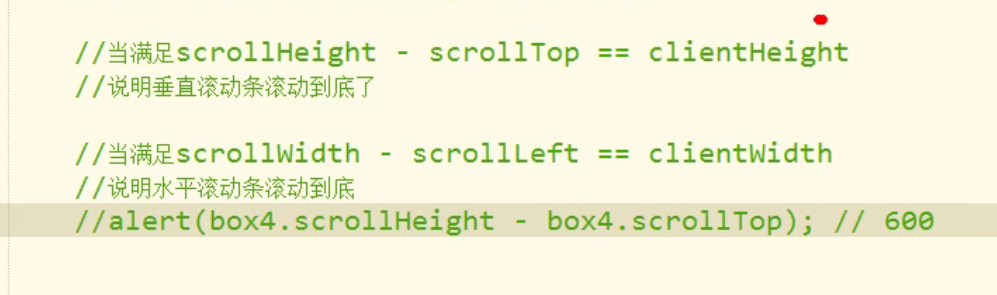 //当满足scrollHeight - scrollTop == clientHeight
//说明垂直滚动条滚动到底了
//当满足scrollWidth - scrollLeft == clientWidth
//说明水平滚动条滚动到底
//alert(box4.scrollHeight - box4.scrollTop); // 600